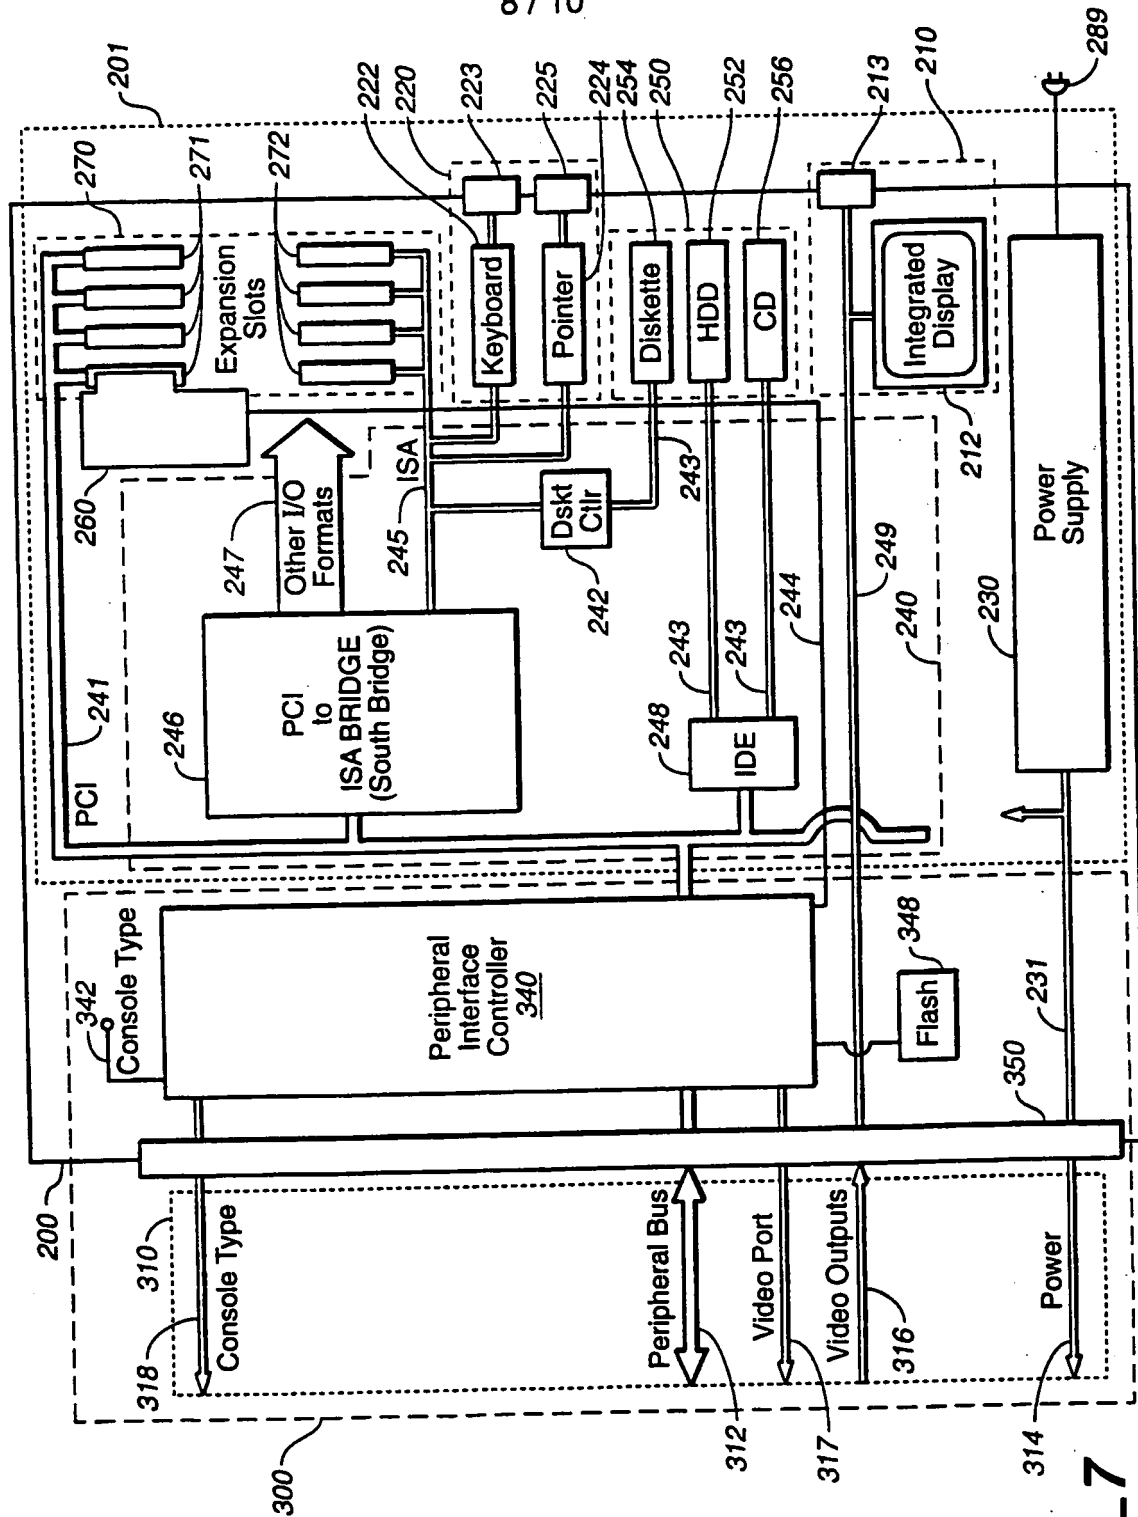 8 / 10
201
270
271
272
222
220
223
225
224
254
250
252
256
213
210
289
Expansion
Slots
Keyboard
Pointer
Diskette
HDD
CD
Integrated
Display
212
260
247
Other I/O
Formats
245
ISA
Dskt
Ctlr
242
243
243
243
244
249
240
230
Power
Supply
241
PCI
246
PCI
to
ISA BRIDGE
(South Bridge)
248
IDE
342
Console Type
Peripheral
Interface
Controller
340
348
Flash
231
350
200
310
318
Console Type
Peripheral Bus
312
Video Port
317
Video Outputs
316
Power
314
300
7